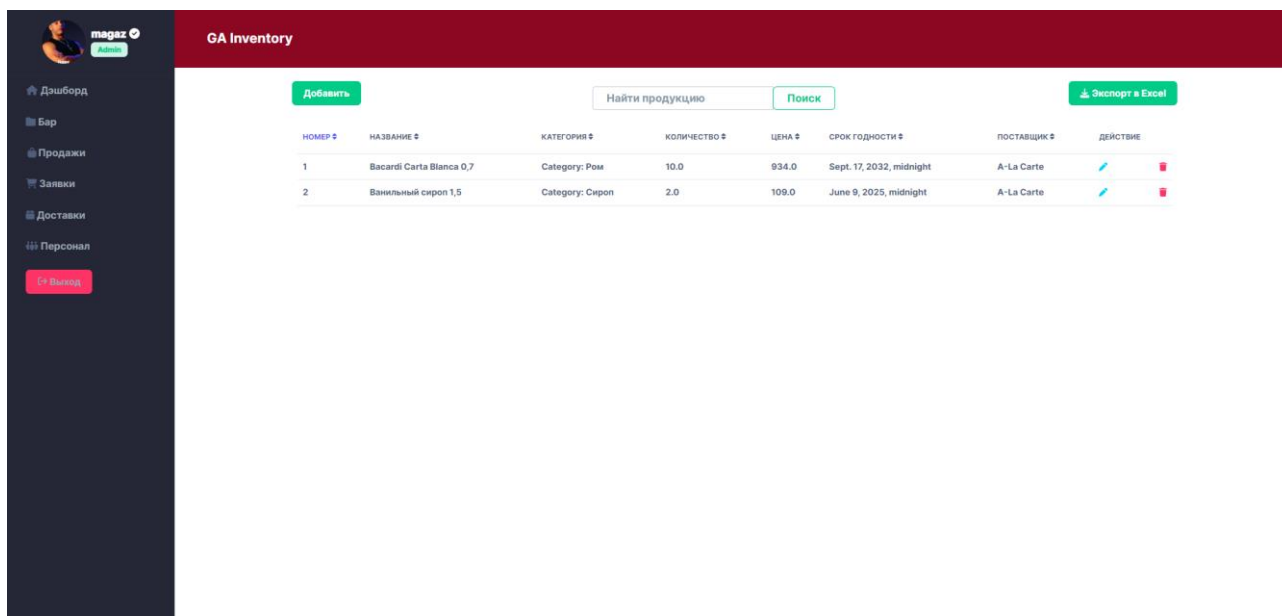 magaz
Admin
GA Inventory
Дэшборд
Бар
Продажи
Заявки
Доставки
Персонал
Выход
Добавить
Найти продукцию
Поиск
Экспорт в Excel
НОМЕР НАЗВАНИЕ КАТЕГОРИЯ КОЛИЧЕСТВО ЦЕНА СРОК ГОДНОСТИ ПОСТАВЩИК ДЕЙСТВИЕ
1 Bacardi Carta Blanca 0,7 Category: Ром 10.0 934.0 Sept. 17, 2032, midnight A-La Carte
2 Ванильный сироп 1,5 Category: Сироп 2.0 109.0 June 9, 2025, midnight A-La Carte